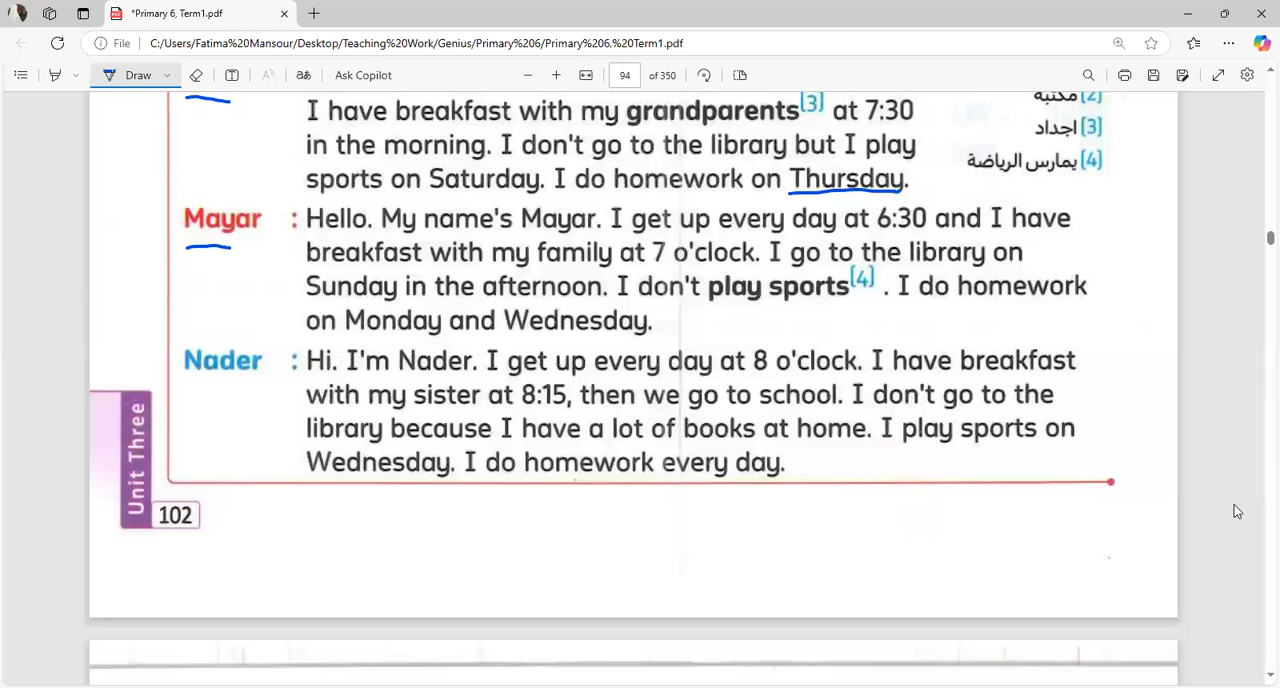 *Primary 6, Term1.pdf
File
C:/Users/Fatima%20Mansour/Desktop/Teaching%20Work/Genius/Primary%206/Primary%206.%20Term1.pdf
Draw
Ask Copilot
94 of 350
I have breakfast with my grandparents[3] at 7:30
in the morning. I don't go to the library but I play
sports on Saturday. I do homework on Thursday.
[2] مكتبة
[3] اجداد
[4] يمارس الرياضة
Mayar : Hello. My name's Mayar. I get up every day at 6:30 and I have
breakfast with my family at 7 o'clock. I go to the library on
Sunday in the afternoon. I don't play sports[4] . I do homework
on Monday and Wednesday.
Nader : Hi. I'm Nader. I get up every day at 8 o'clock. I have breakfast
with my sister at 8:15, then we go to school. I don't go to the
library because I have a lot of books at home. I play sports on
Wednesday. I do homework every day.
Unit Three
102